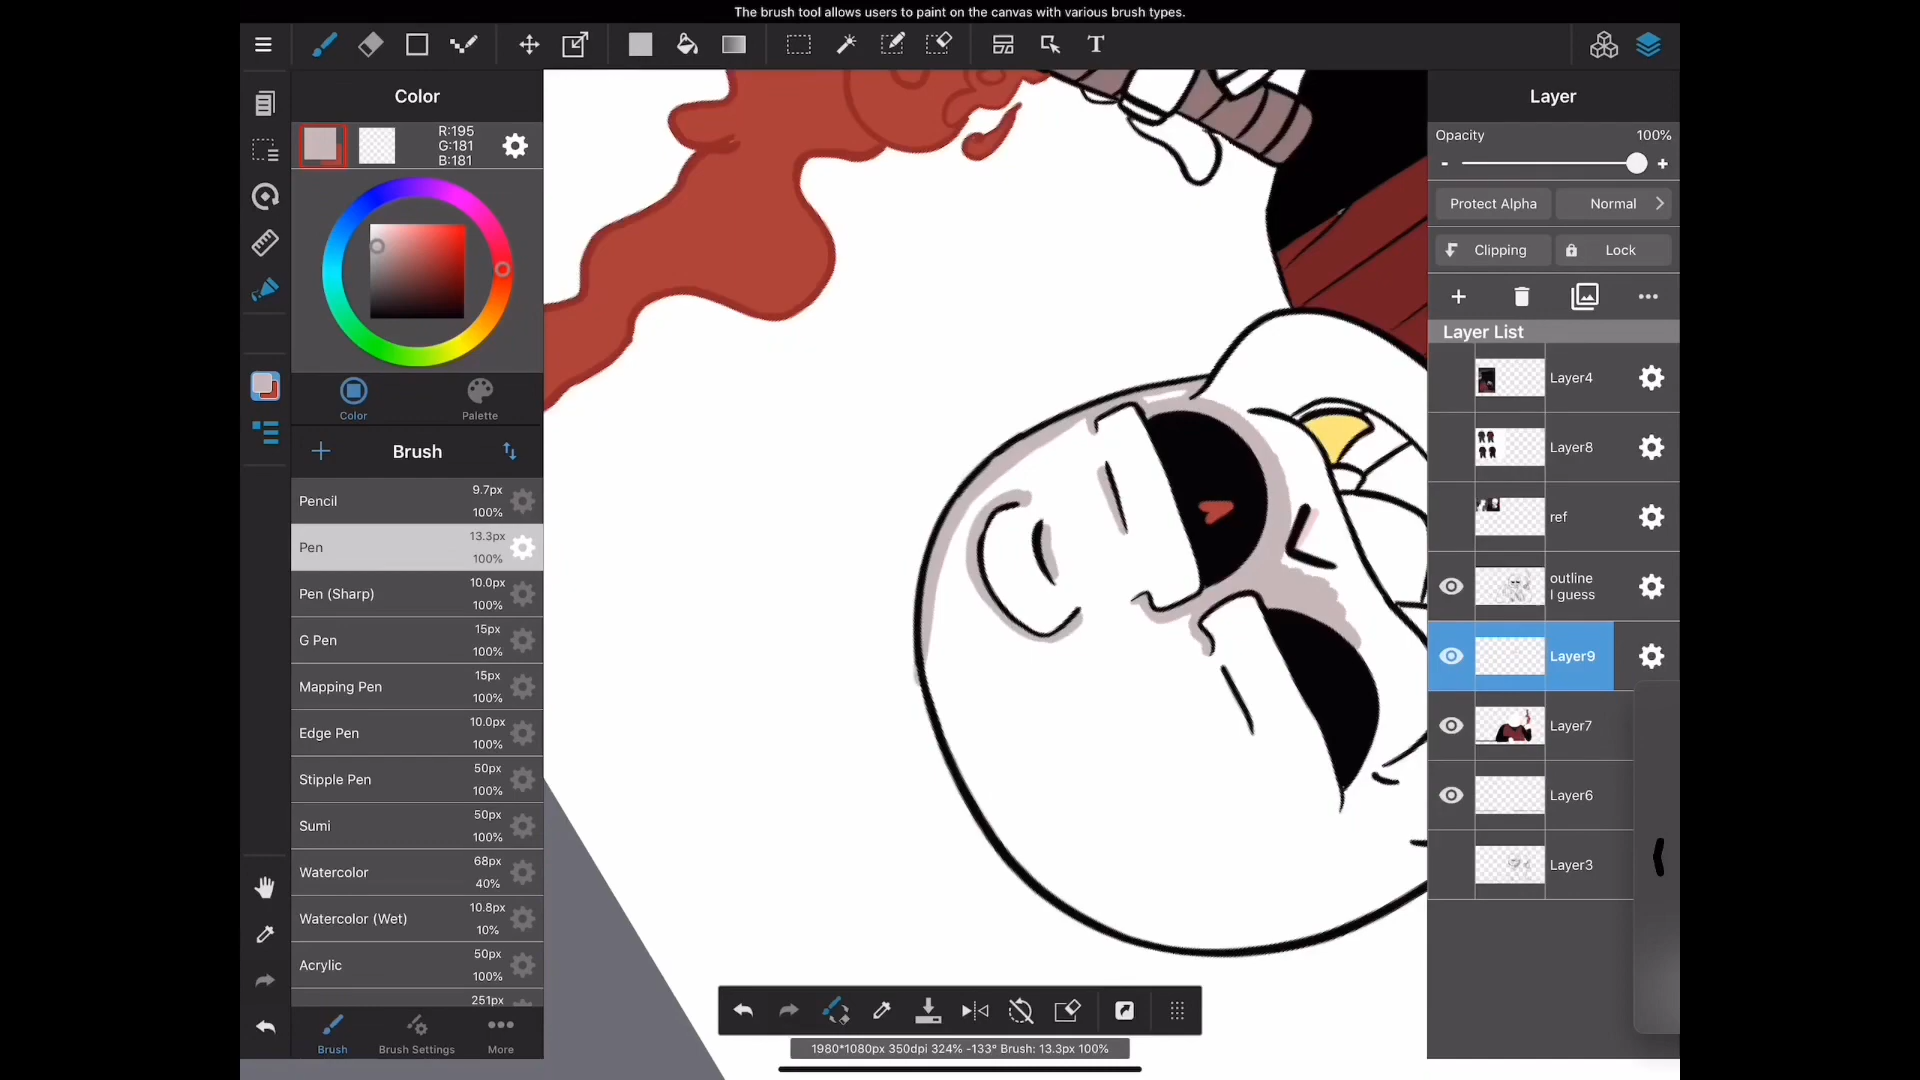 The brush tool allows users to paint on the canvas with various brush types.
T
Color
Layer
R:195
G:181
B:181
Opacity
100%
-
+
Protect Alpha
Normal
Clipping
Lock
Layer List
Color
Palette
Brush
Pencil
9.7px
100%
Pen
13.3px
100%
Pen (Sharp)
10.0px
100%
G Pen
15px
100%
Mapping Pen
15px
100%
Edge Pen
10.0px
100%
Stipple Pen
50px
100%
Sumi
50px
100%
Watercolor
68px
40%
Watercolor (Wet)
10.8px
10%
Acrylic
50px
100%
251px
Brush
Brush Settings
More
Layer4
Layer8
ref
outline
I guess
Layer9
Layer7
Layer6
Layer3
1980*1080px 350dpi 324% -133° Brush: 13.3px 100%